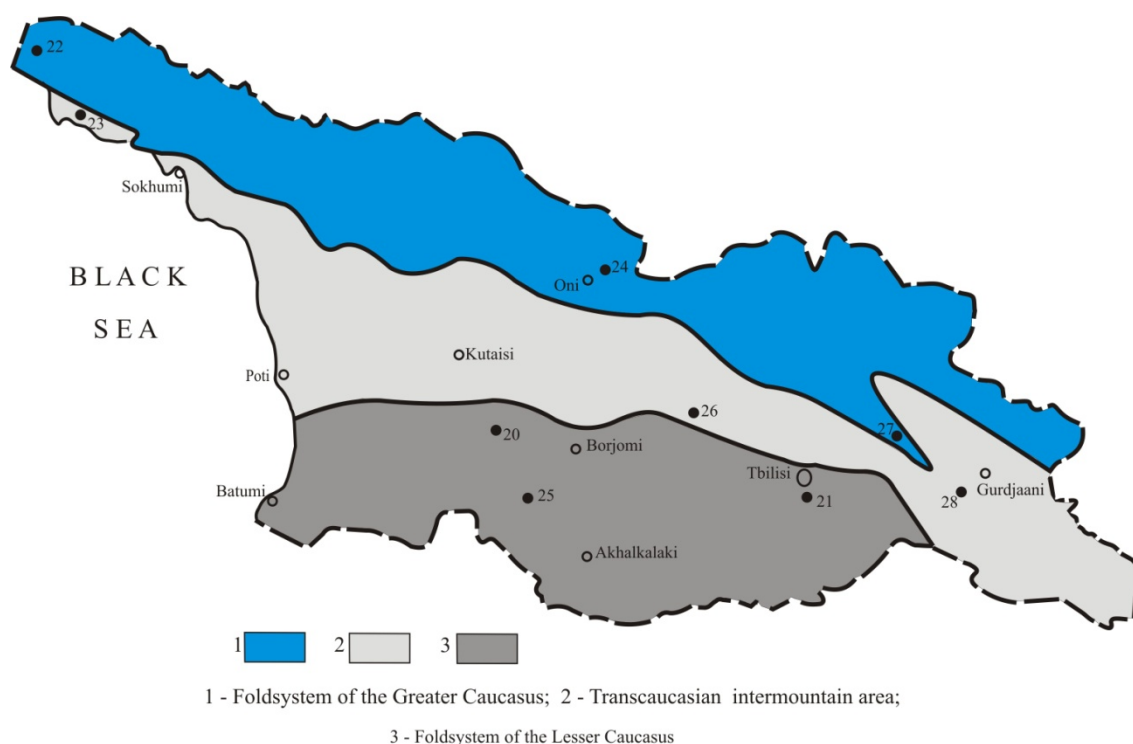 22
23
Sokhumi
BLACK
SEA
24
Oni
Kutaisi
Poti
26
20
27
Borjomi
Tbilisi
Gurdjaani
Batumi
25
21
28
Akhalkalaki
1 2 3
1 - Foldsystem of the Greater Caucasus; 2 - Transcaucasian intermountain area;
3 - Foldsystem of the Lesser Caucasus